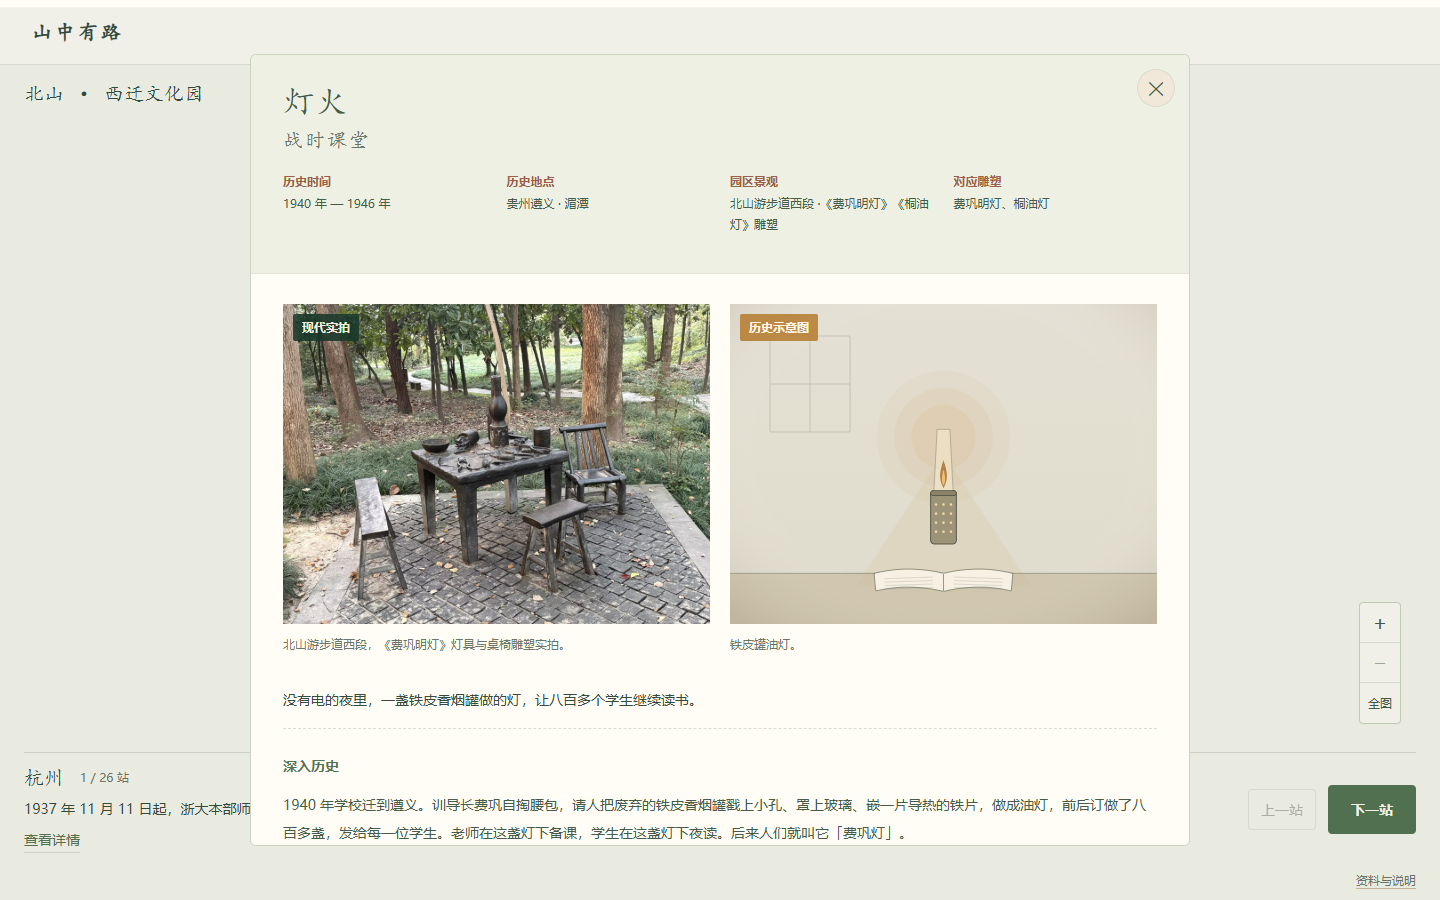 山中有路
北山 • 西迁文化园
灯火
战时课堂
历史时间
1940 年 — 1946 年
历史地点
贵州遵义 · 湄潭
园区景观
北山游步道西段 ·《费巩明灯》《桐油
灯》雕塑
对应雕塑
费巩明灯、桐油灯
现代实拍
历史示意图
北山游步道西段，《费巩明灯》灯具与桌椅雕塑实拍。
铁皮罐油灯。
没有电的夜里，一盏铁皮香烟罐做的灯，让八百多个学生继续读书。
深入历史
1940 年学校迁到遵义。训导长费巩自掏腰包，请人把废弃的铁皮香烟罐戳上小孔、罩上玻璃、嵌一片导热的铁片，做成油灯，前后订做了八
百多盏，发给每一位学生。老师在这盏灯下备课，学生在这盏灯下夜读。后来人们就叫它「费巩灯」。
+
−
全图
杭州 1 / 26 站
1937 年 11 月 11 日起，浙大本部师
查看详情
上一站
下一站
资料与说明